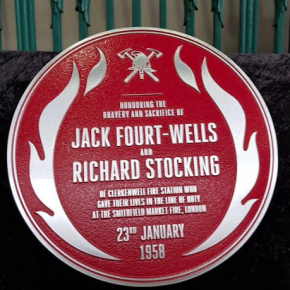 HONOURING THE
BRAVERY AND SACRIFICE OF
JACK FOURT-WELLS
AND
RICHARD STOCKING
OF CLERKENWELL FIRE STATION WHO
GAVE THEIR LIVES IN THE LINE OF DUTY
AT THE SMITHFIELD MARKET FIRE, LONDON
23RD JANUARY
1958